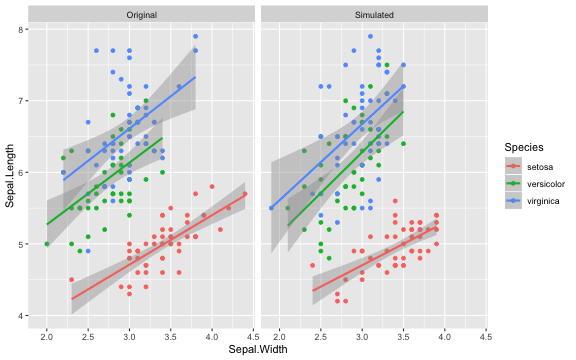 Original Simulated
8
7
6
5
4
Sepal.Length
2.0 2.5 3.0 3.5 4.0 4.5 2.0 2.5 3.0 3.5 4.0 4.5
Sepal.Width
Species
setosa
versicolor
virginica